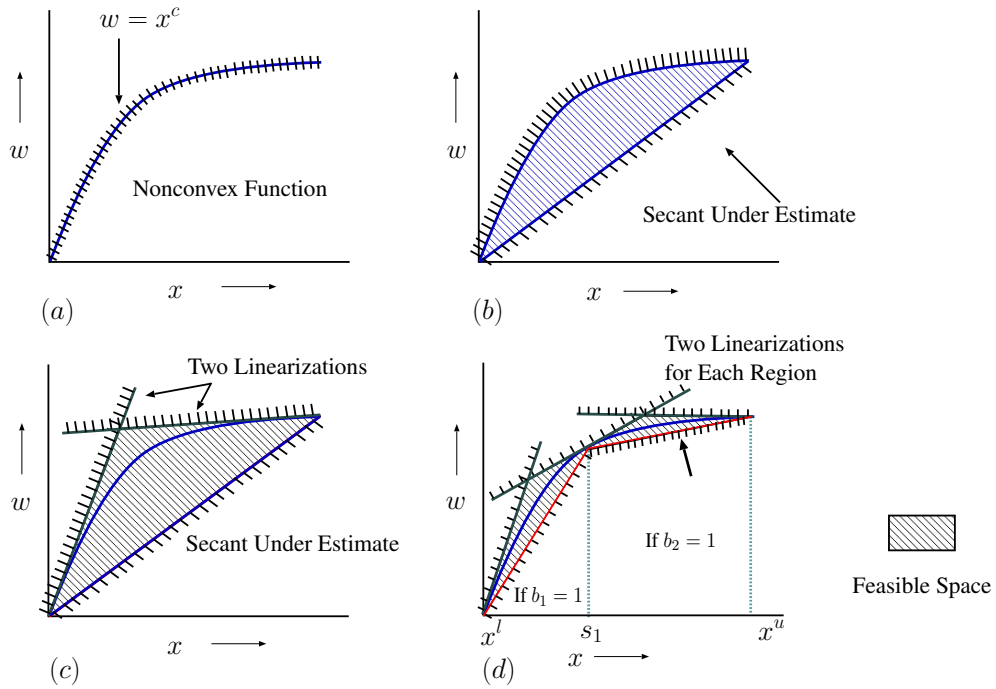 w = x^c
w
Nonconvex Function
x
(a)
w
Secant Under Estimate
x
(b)
Two Linearizations
w
Secant Under Estimate
x
(c)
Two Linearizations
for Each Region
w
If b_1 = 1
If b_2 = 1
x^l
s_1
x^u
x
(d)
Feasible Space